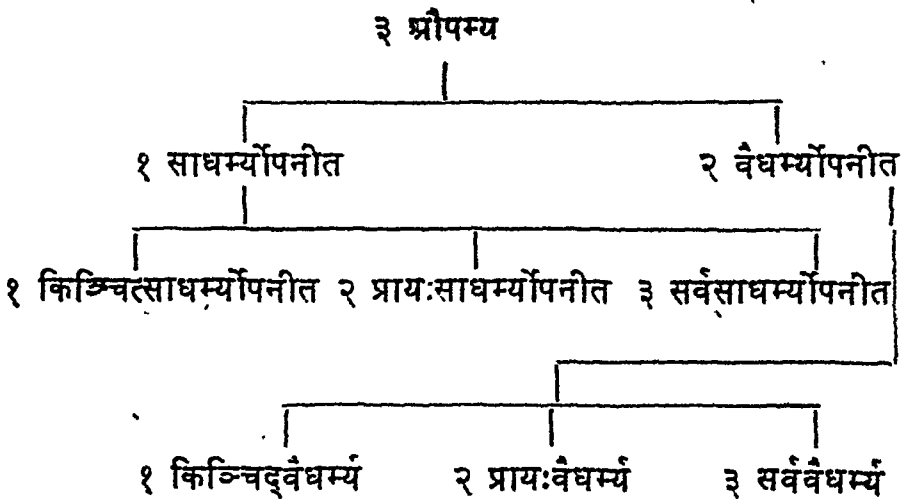 ३ श्रौपम्य
१ साधर्म्योपनीत २ वैधर्म्योपनीत
१ किञ्चित्साधर्म्योपनीत २ प्रायःसाधर्म्योपनीत ३ सर्वसाधर्म्योपनीत
१ किञ्चिद्वैधर्म्य २ प्रायःवैधर्म्य ३ सर्ववैधर्म्य